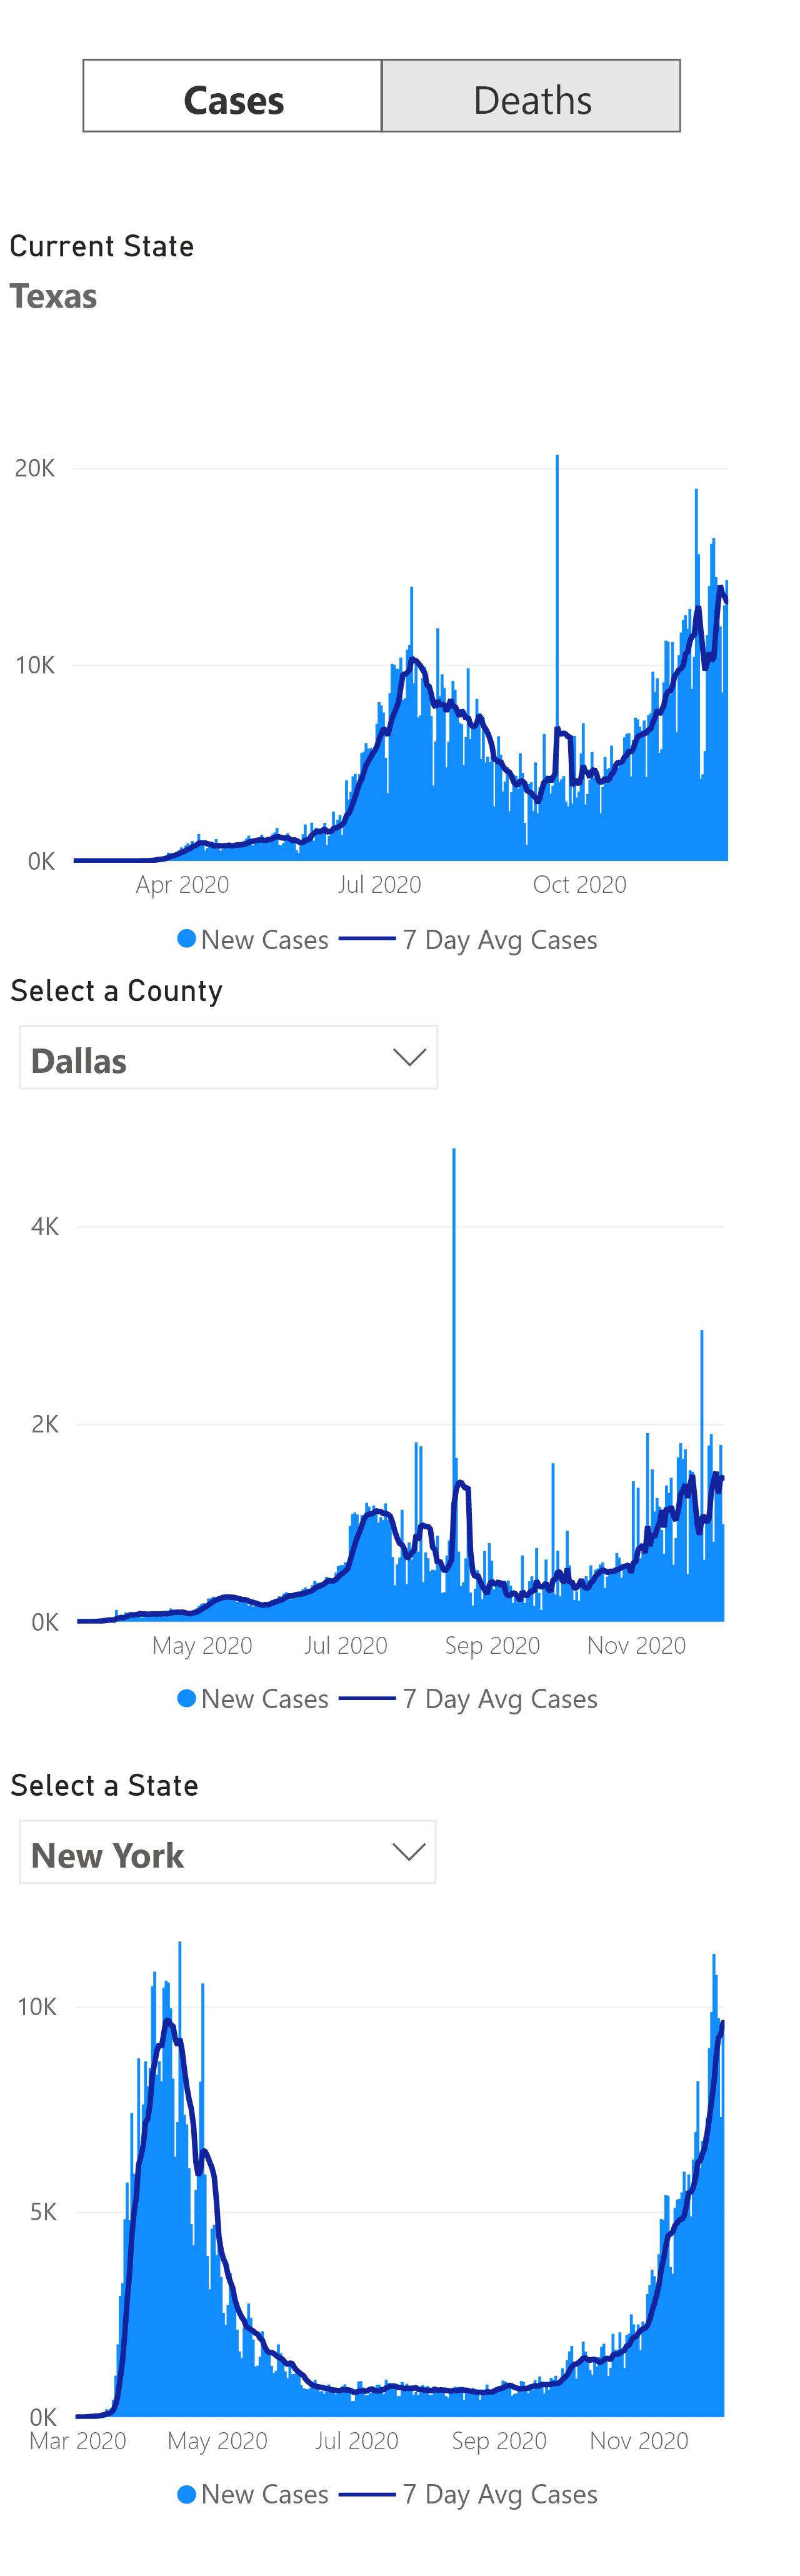 Cases Deaths
Current State
Texas
20K
10K
0K
Apr 2020 Jul 2020 Oct 2020
New Cases 7 Day Avg Cases
Select a County
Dallas
4K
2K
0K
May 2020 Jul 2020 Sep 2020 Nov 2020
New Cases 7 Day Avg Cases
Select a State
New York
10K
5K
0K
Mar 2020 May 2020 Jul 2020 Sep 2020 Nov 2020
New Cases 7 Day Avg Cases